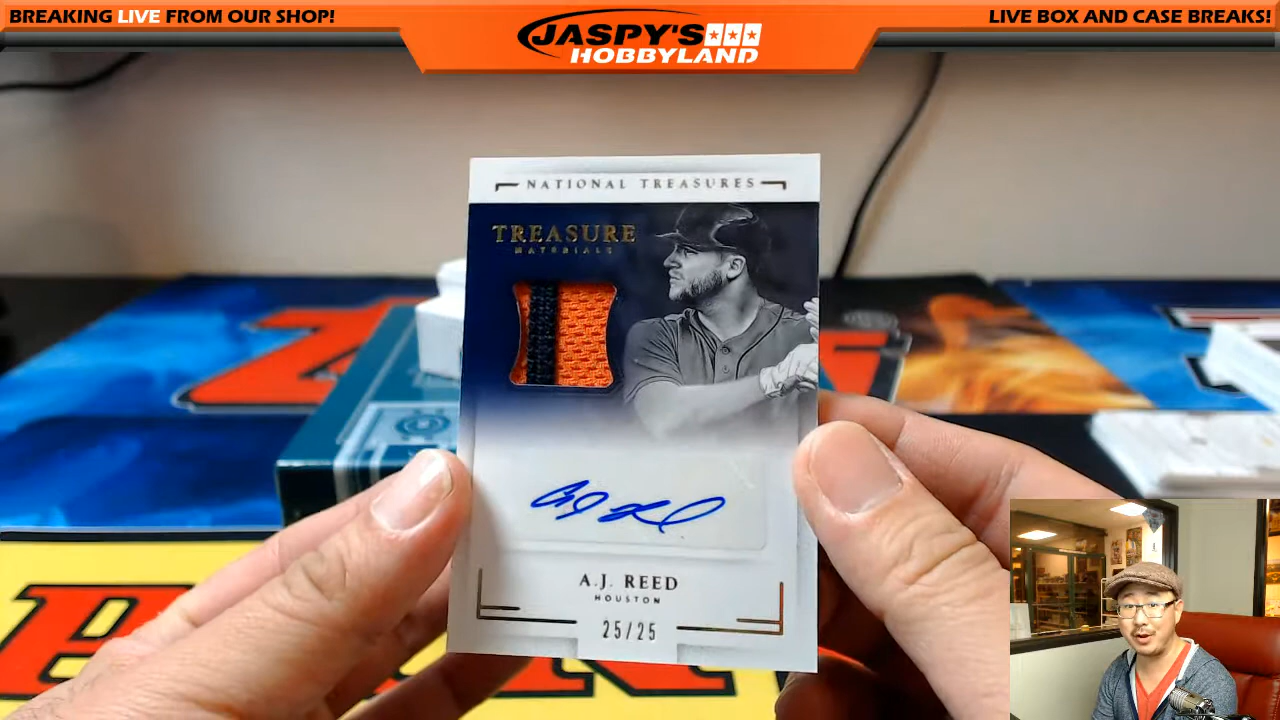 BREAKING LIVE FROM OUR SHOP!
JASPY'S
HOBBYLAND
LIVE BOX AND CASE BREAKS!
NATIONAL TREASURES
TREASURE
MATERIALS
A.J. REED
HOUSTON
25/25